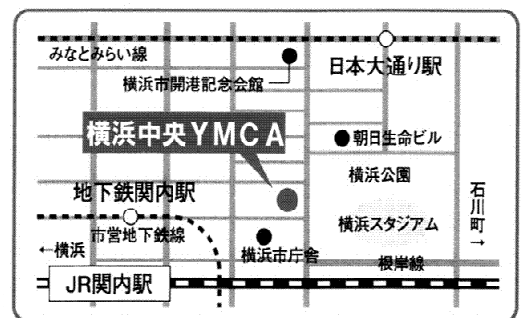 みなとみらい線
日本大通り駅
横浜市開港記念会館
横浜中央YMCA
朝日生命ビル
横浜公園
地下鉄関内駅
石川町→
市営地下鉄線
横浜スタジアム
←横浜
横浜市庁舎
根岸線
JR関内駅